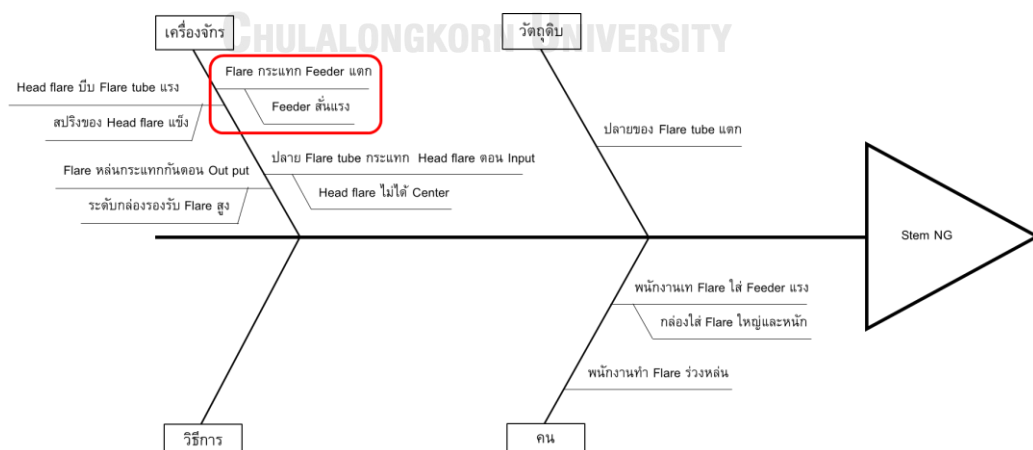 CHULALONGKORN UNIVERSITY
เครื่องจักร
วัตถุดิบ
Flare กระแทก Feeder แตก
Head flare บีบ Flare tube แรง
Feeder สั่นแรง
สปริงของ Head flare แข็ง
ปลายของ Flare tube แตก
ปลาย Flare tube กระแทก Head flare ตอน Input
Flare หล่นกระแทกกันตอน Out put
Head flare ไม่ได้ Center
ระดับกล่องรองรับ Flare สูง
Stem NG
พนักงานเท Flare ใส่ Feeder แรง
กล่องใส่ Flare ใหญ่และหนัก
พนักงานทำ Flare ร่วงหล่น
วิธีการ
คน